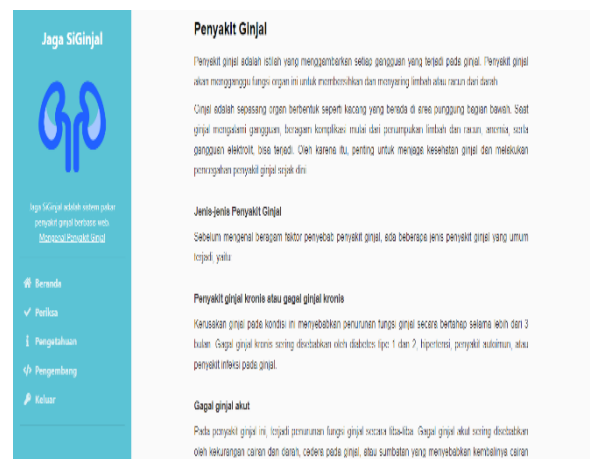 Jaga SiGinjal
Jaga SiGinjal adalah sistem pakar
penyakit ginjal berbasis web.
Mengenal Penyakit Ginjal
Beranda
Periksa
Pengetahuan
Pengembang
Keluar
Penyakit Ginjal
Penyakit ginjal adalah istilah yang menggambarkan setiap gangguan yang terjadi pada ginjal. Penyakit ginjal
akan mengganggu fungsi organ ini untuk membersihkan dan menyaring limbah atau racun dari darah.
Ginjal adalah sepasang organ berbentuk seperti kacang yang berada di area punggung bagian bawah. Saat
ginjal mengalami gangguan, beragam komplikasi mulai dari penumpukan limbah dan racun, anemia, serta
gangguan elektrolit, bisa terjadi. Oleh karena itu, penting untuk menjaga kesehatan ginjal dan melakukan
pencegahan penyakit ginjal sejak dini.
Jenis-jenis Penyakit Ginjal
Sebelum mengenal beragam faktor penyebab penyakit ginjal, ada beberapa jenis penyakit ginjal yang umum
terjadi, yaitu:
Penyakit ginjal kronis atau gagal ginjal kronis
Kerusakan ginjal pada kondisi ini menyebabkan penurunan fungsi ginjal secara bertahap selama lebih dari 3
bulan. Gagal ginjal kronis sering disebabkan oleh diabetes tipe 1 dan 2, hipertensi, penyakit autoimun, atau
penyakit infeksi pada ginjal.
Gagal ginjal akut
Pada penyakit ginjal ini, terjadi penurunan fungsi ginjal secara tiba-tiba. Gagal ginjal akut sering disebabkan
oleh kekurangan cairan dan darah, cedera pada ginjal, atau sumbatan yang menyebabkan kembalinya cairan